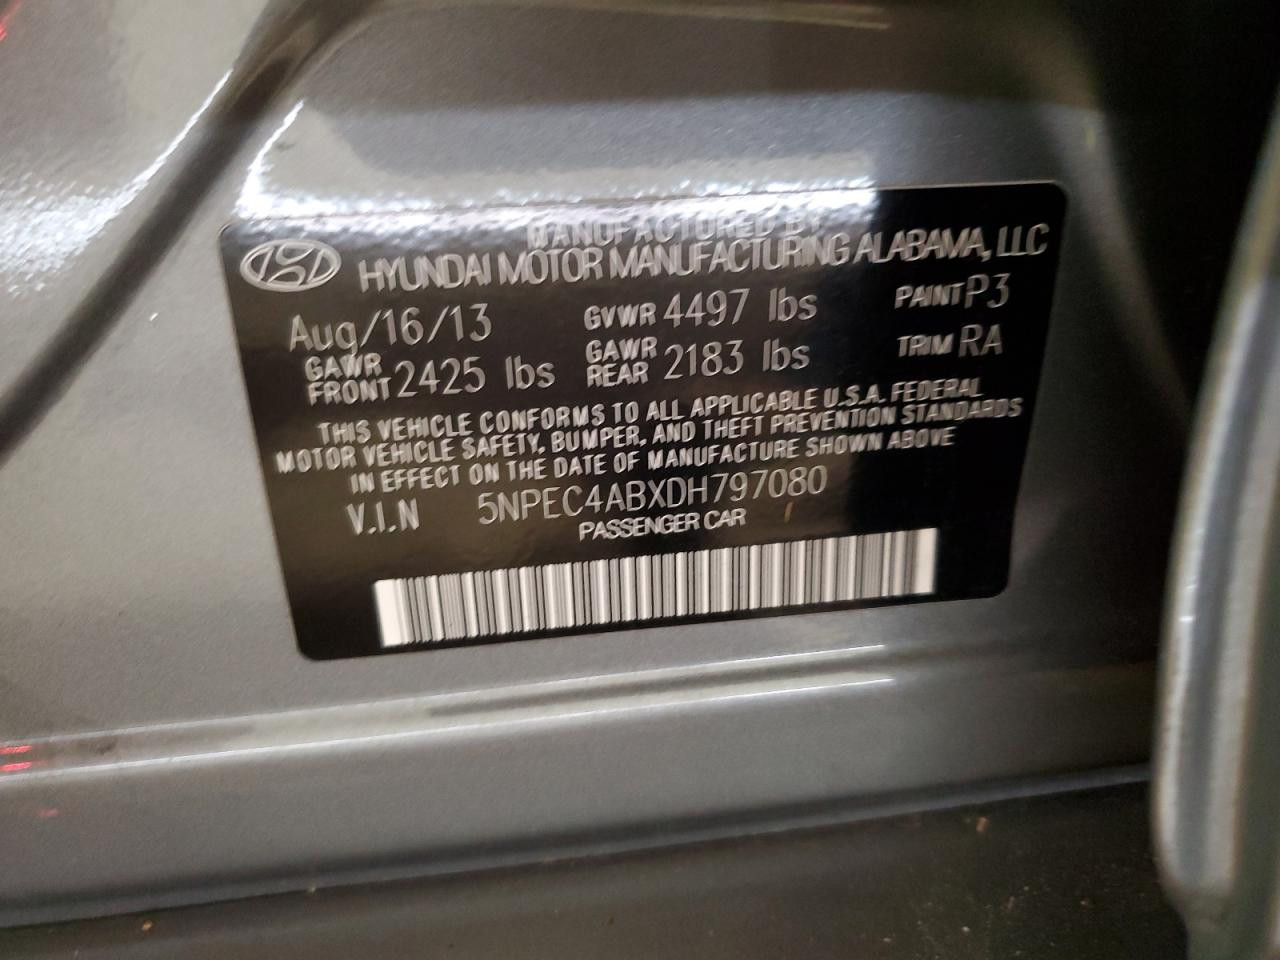 MANUFACTURED BY
HYUNDAI MOTOR MANUFACTURING ALABAMA, LLC
Aug/16/13 GVWR 4497 lbs PAINT P3
GAWR FRONT 2425 lbs GAWR REAR 2183 lbs TRIM RA
THIS VEHICLE CONFORMS TO ALL APPLICABLE U.S.A. FEDERAL
MOTOR VEHICLE SAFETY, BUMPER, AND THEFT PREVENTION STANDARDS
IN EFFECT ON THE DATE OF MANUFACTURE SHOWN ABOVE
V.I.N 5NPEC4ABXDH797080
PASSENGER CAR